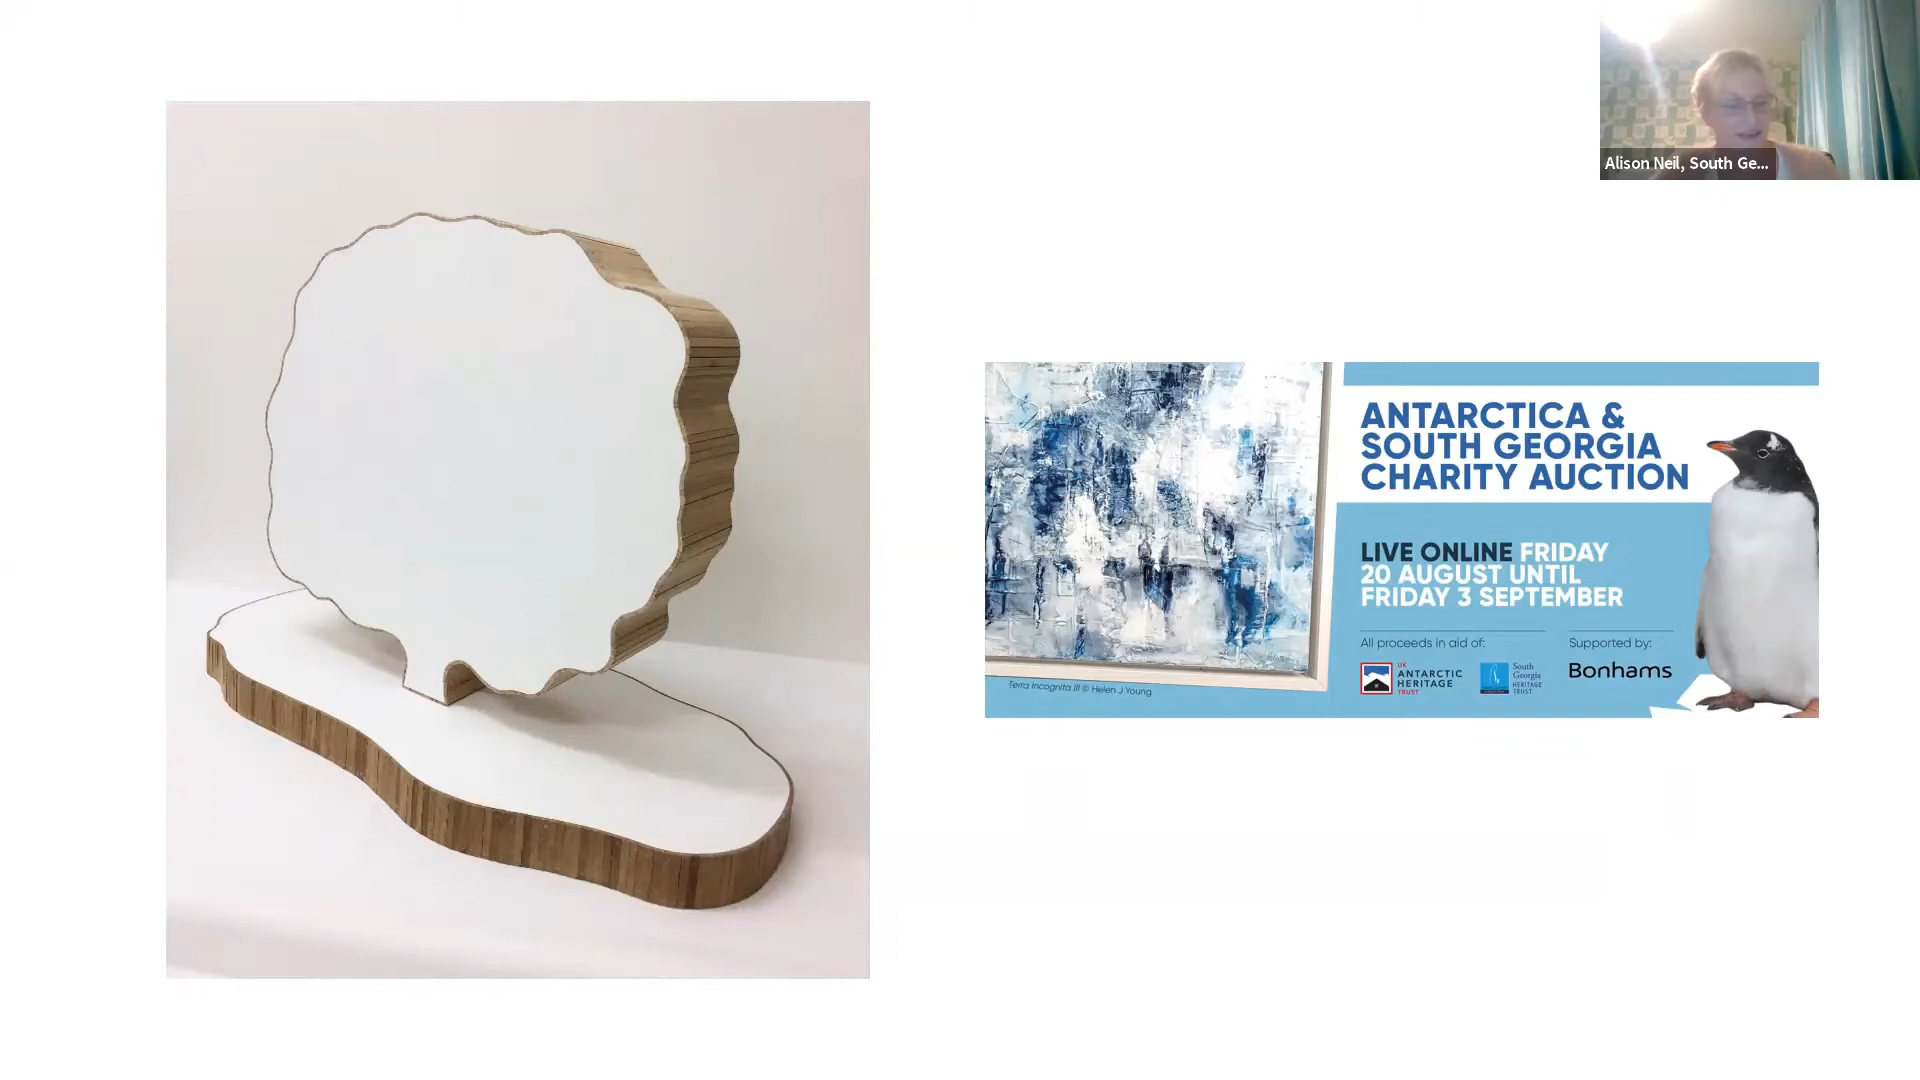 Alison Neil, South Ge...
ANTARCTICA &
SOUTH GEORGIA
CHARITY AUCTION
LIVE ONLINE FRIDAY
20 AUGUST UNTIL
FRIDAY 3 SEPTEMBER
All proceeds in aid of:
UK
ANTARCTIC
HERITAGE
TRUST
South
Georgia
HERITAGE
TRUST
Supported by:
Bonhams
Terra Incognita III © Helen J Young